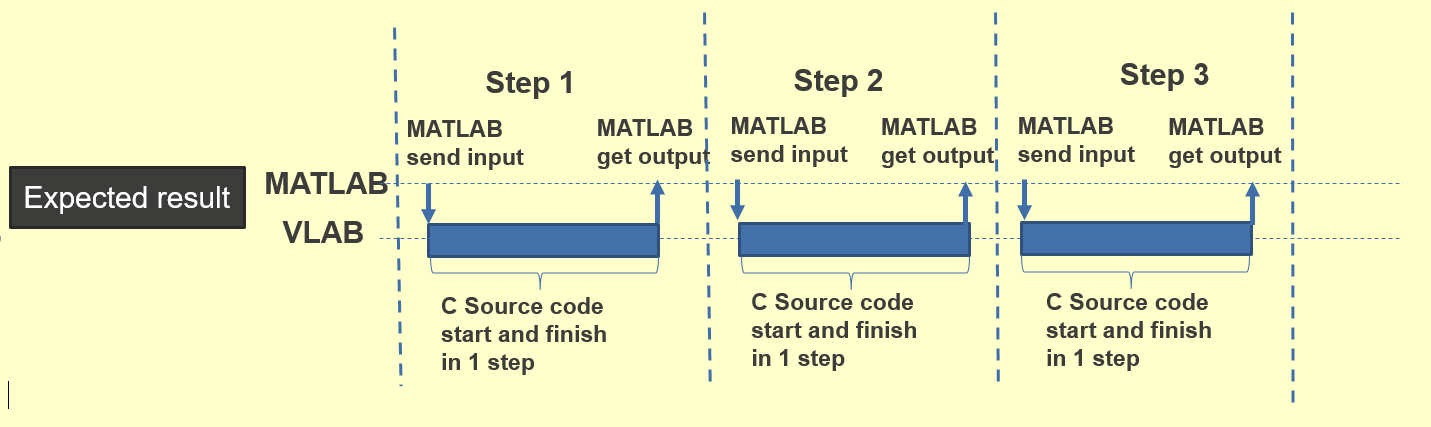 Step 1
Step 2
Step 3
MATLAB
send input
MATLAB
get output
MATLAB
send input
MATLAB
get output
MATLAB
send input
MATLAB
get output
Expected result
MATLAB
VLAB
C Source code
start and finish
in 1 step
C Source code
start and finish
in 1 step
C Source code
start and finish
in 1 step